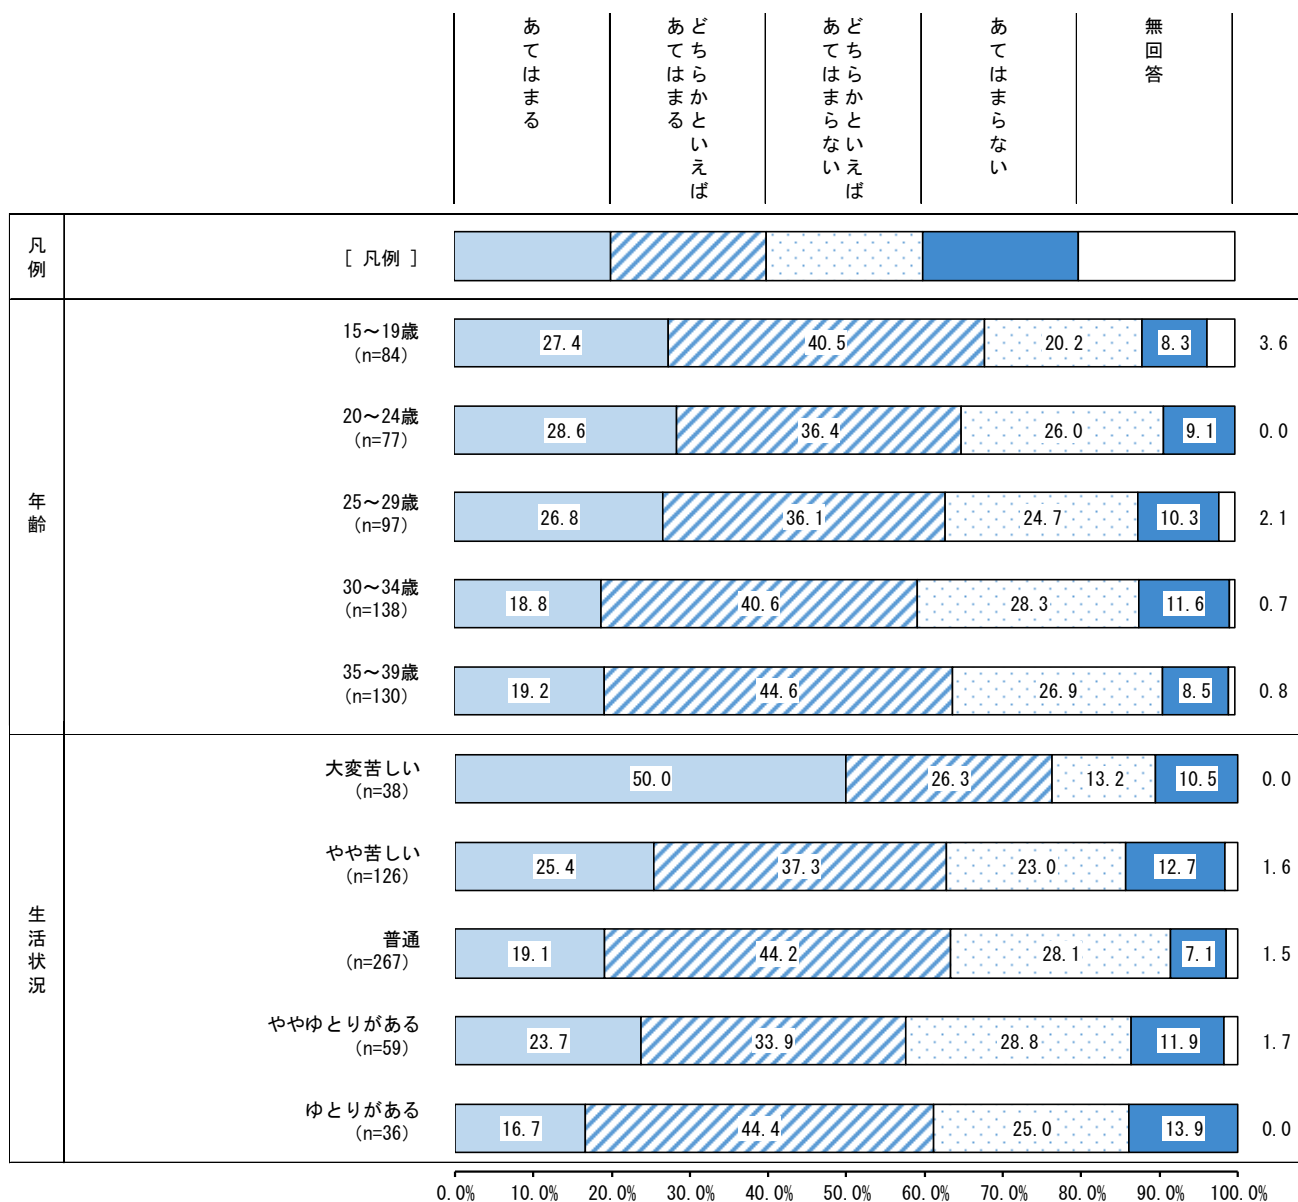 あてはまる
どちらかといえば
あてはまる
どちらかといえば
あてはまらない
あてはまらない
無回答
凡例
[ 凡例 ]
年齢
15～19歳
(n=84)
27.4 40.5 20.2 8.3 3.6
20～24歳
(n=77)
28.6 36.4 26.0 9.1 0.0
25～29歳
(n=97)
26.8 36.1 24.7 10.3 2.1
30～34歳
(n=138)
18.8 40.6 28.3 11.6 0.7
35～39歳
(n=130)
19.2 44.6 26.9 8.5 0.8
生活状況
大変苦しい
(n=38)
50.0 26.3 13.2 10.5 0.0
やや苦しい
(n=126)
25.4 37.3 23.0 12.7 1.6
普通
(n=267)
19.1 44.2 28.1 7.1 1.5
ややゆとりがある
(n=59)
23.7 33.9 28.8 11.9 1.7
ゆとりがある
(n=36)
16.7 44.4 25.0 13.9 0.0
0.0% 10.0% 20.0% 30.0% 40.0% 50.0% 60.0% 70.0% 80.0% 90.0% 100.0%